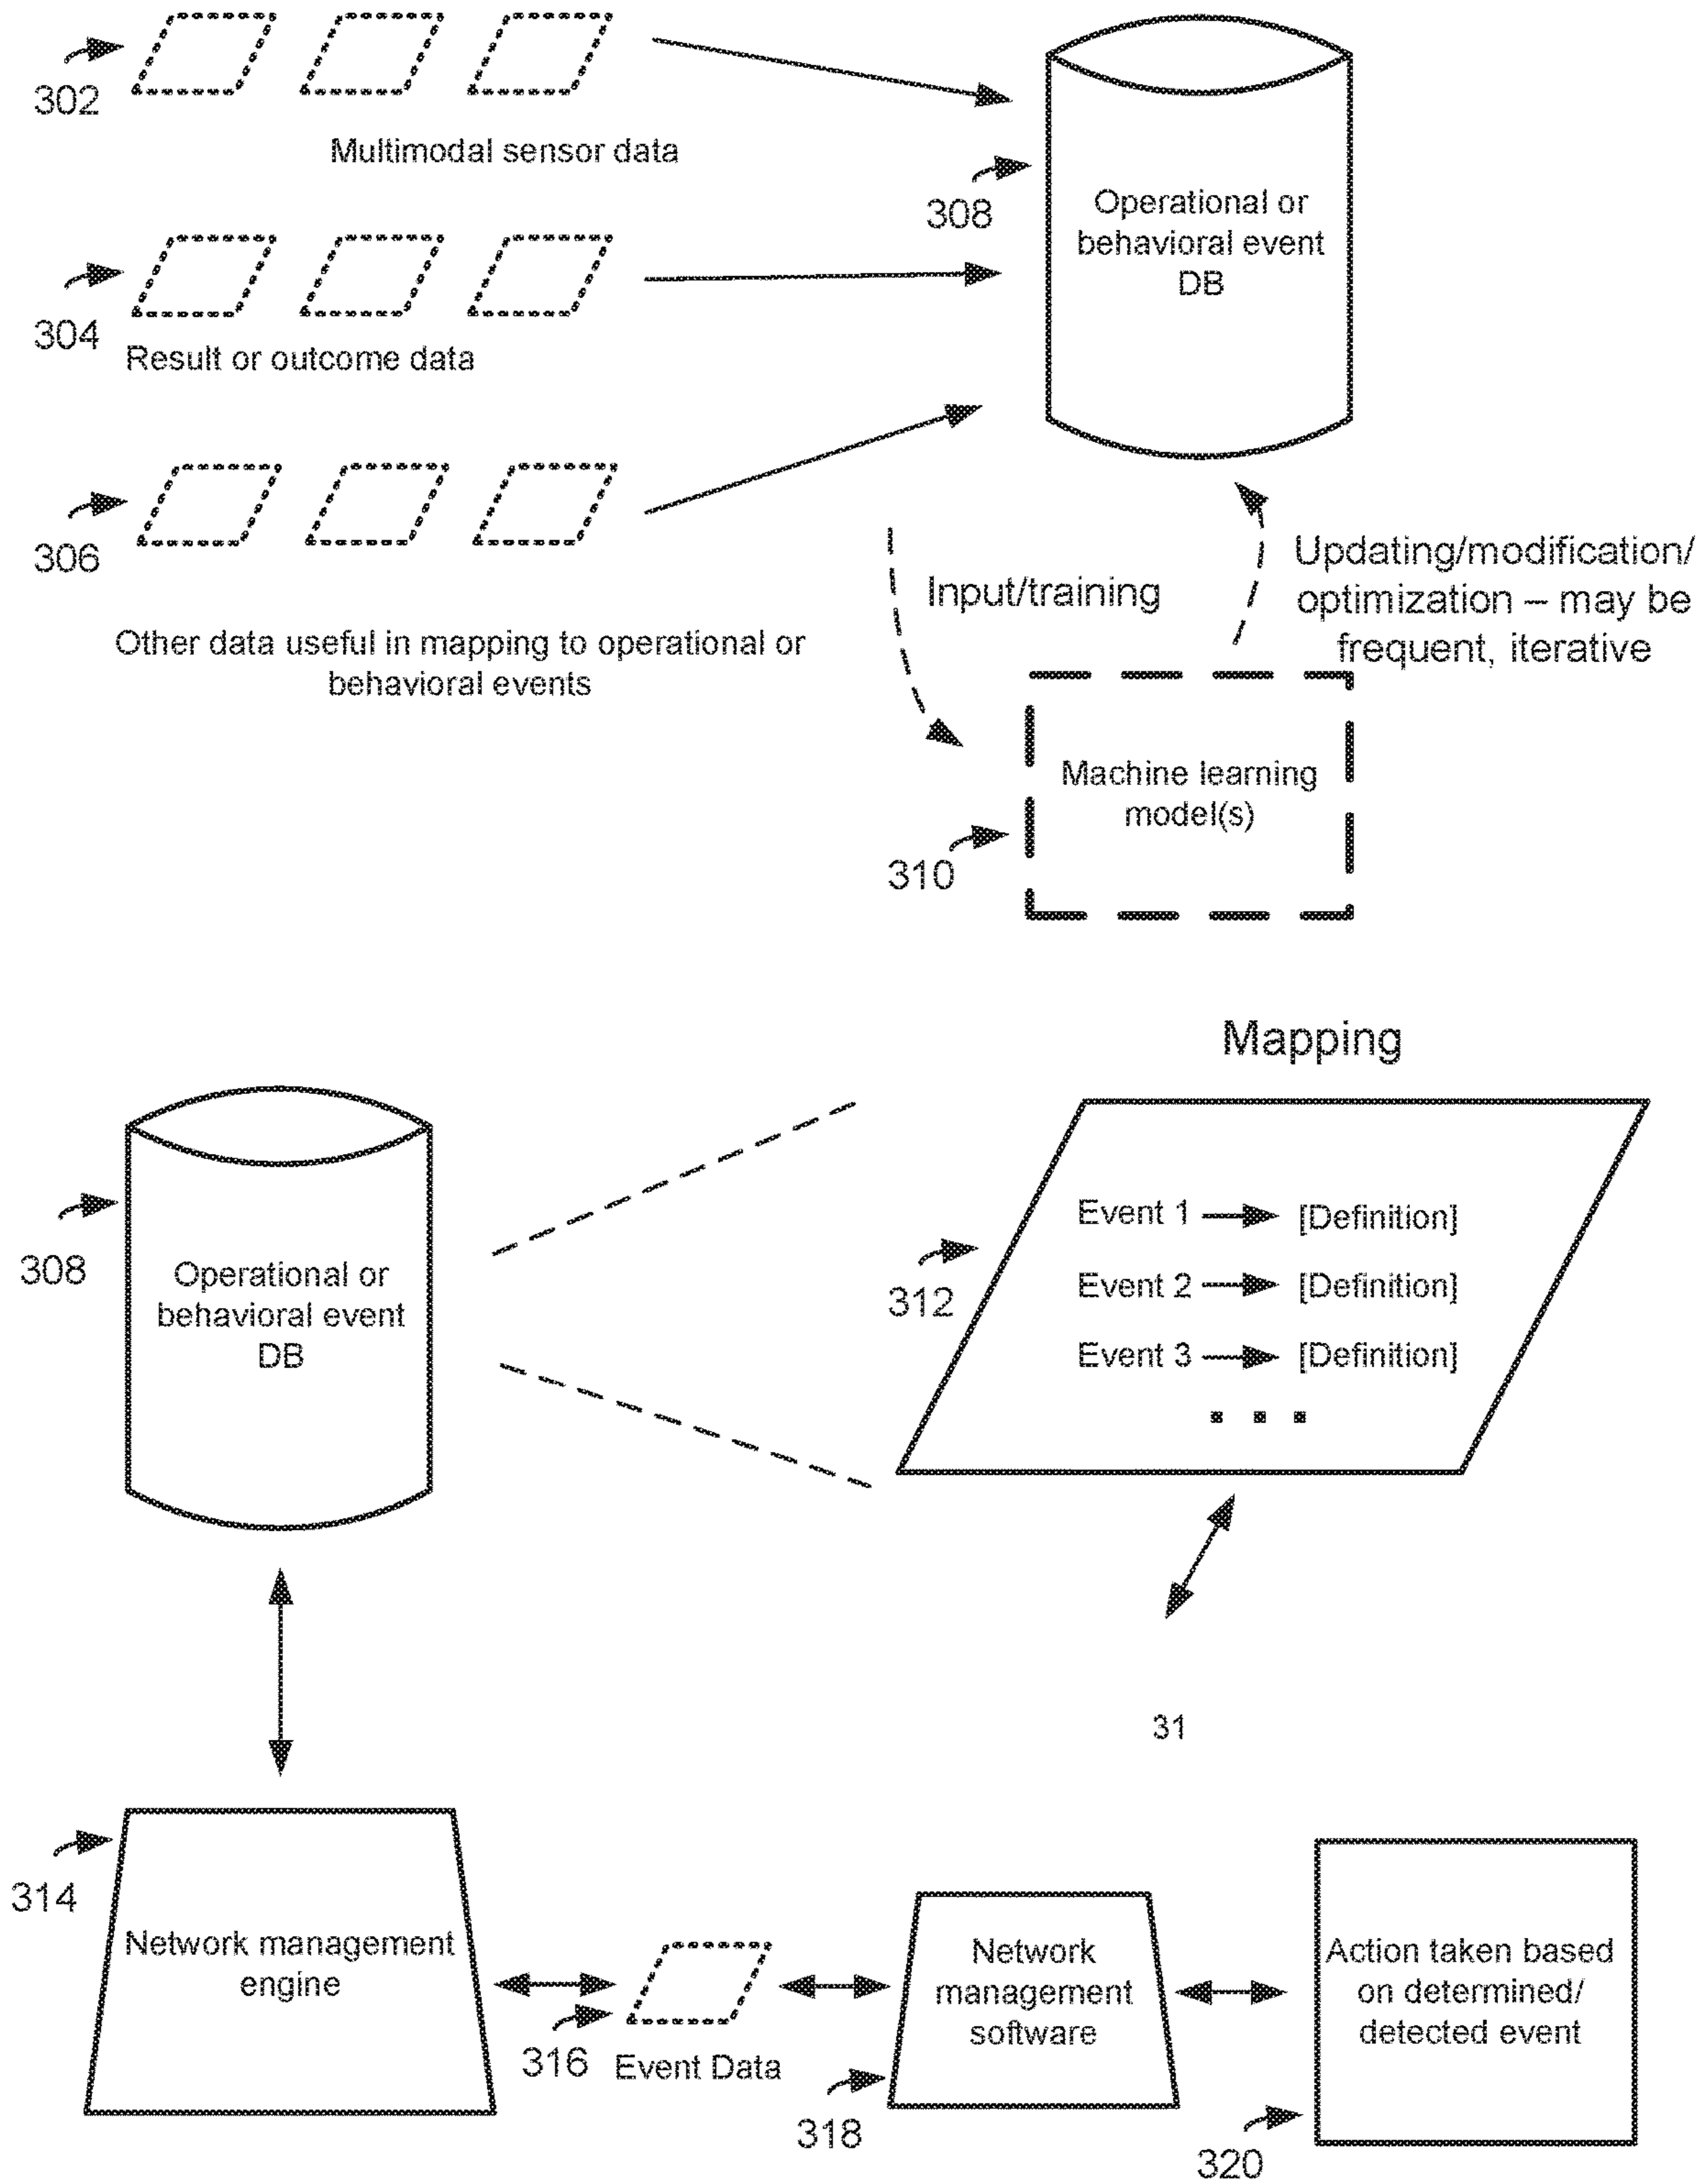 302
Multimodal sensor data
308
Operational or
behavioral event
DB
304
Result or outcome data
306
Other data useful in mapping to operational or
behavioral events
Input/training
Updating/modification/
optimization – may be
frequent, iterative
Machine learning
model(s)
310
Mapping
308
Operational or
behavioral event
DB
312
Event 1 [Definition]
Event 2 [Definition]
Event 3 [Definition]
. . .
31
314
Network management
engine
316
Event Data
Network
management
software
318
Action taken based
on determined/
detected event
320